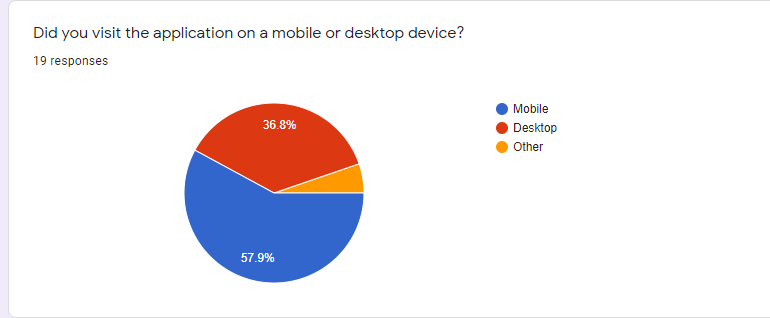 Did you visit the application on a mobile or desktop device?
19 responses
36.8%
57.9%
Mobile
Desktop
Other